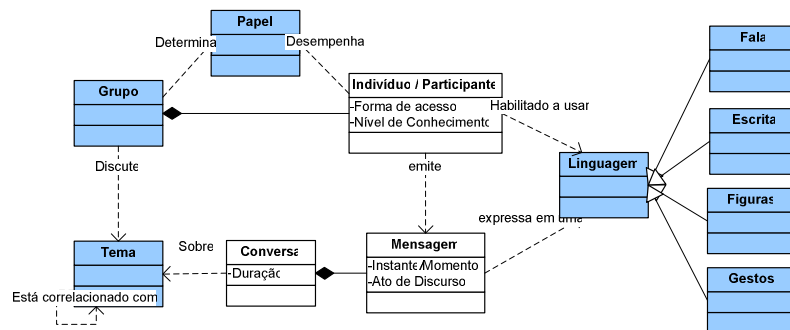 Papel
Determina
Desempenha
Fala
Grupo
Indivíduo / Participante
-Forma de acesso
-Nível de Conhecimento
Habilitado a usar
Escrita
Discute
emite
Linguagem
Figuras
expressa em uma
Tema
Sobre
Conversa
-Duração
Mensagem
-Instante/Momento
-Ato de Discurso
Gestos
Está correlacionado com